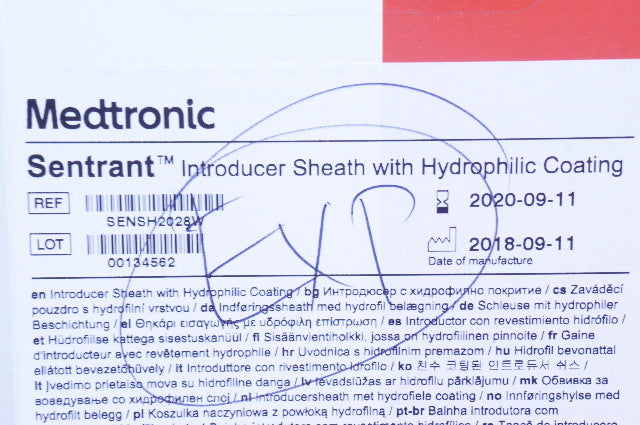 Medtronic
Sentrant™ Introducer Sheath with Hydrophilic Coating
REF SENSH2028W 2020-09-11
LOT 00134562 2018-09-11
Date of manufacture
EXP
en Introducer Sheath with Hydrophilic Coating / bg Интродюсер с хидрофилно покритие / cs Zaváděcí
pouzdro s hydrofilní vrstvou / da Indføringssheath med hydrofil belægning / de Schleuse mit hydrophiler
Beschichtung / el Θηκάρι εισαγωγής με υδρόφιλη επίστρωση / es Introductor con revestimiento hidrófilo /
et Hüdrofiilse kattega sisestuskanüül / fi Sisäänvientiholkki, jossa on hydrofiilinen pinnoite / fr Gaine
d'introducteur avec revêtement hydrophile / hr Uvodnica s hidrofilnim premazom / hu Hidrofil bevonattal
ellátott bevezetőhüvely / it Introduttore con rivestimento idrofilo / ko 친수 코팅된 인트로듀서 쉬스 /
lt Įvedimo prietaiso mova su hidrofiline danga / lv Ievadslūžas ar hidrofilu pārklājumu / mk Обвивка за
воведување со хидрофилен слој / nl Introducersheath met hydrofiele coating / no Innføringshylse med
hydrofilt belegg / pl Koszulka naczyniowa z powłoką hydrofilną / pt-br Bainha introdutora com